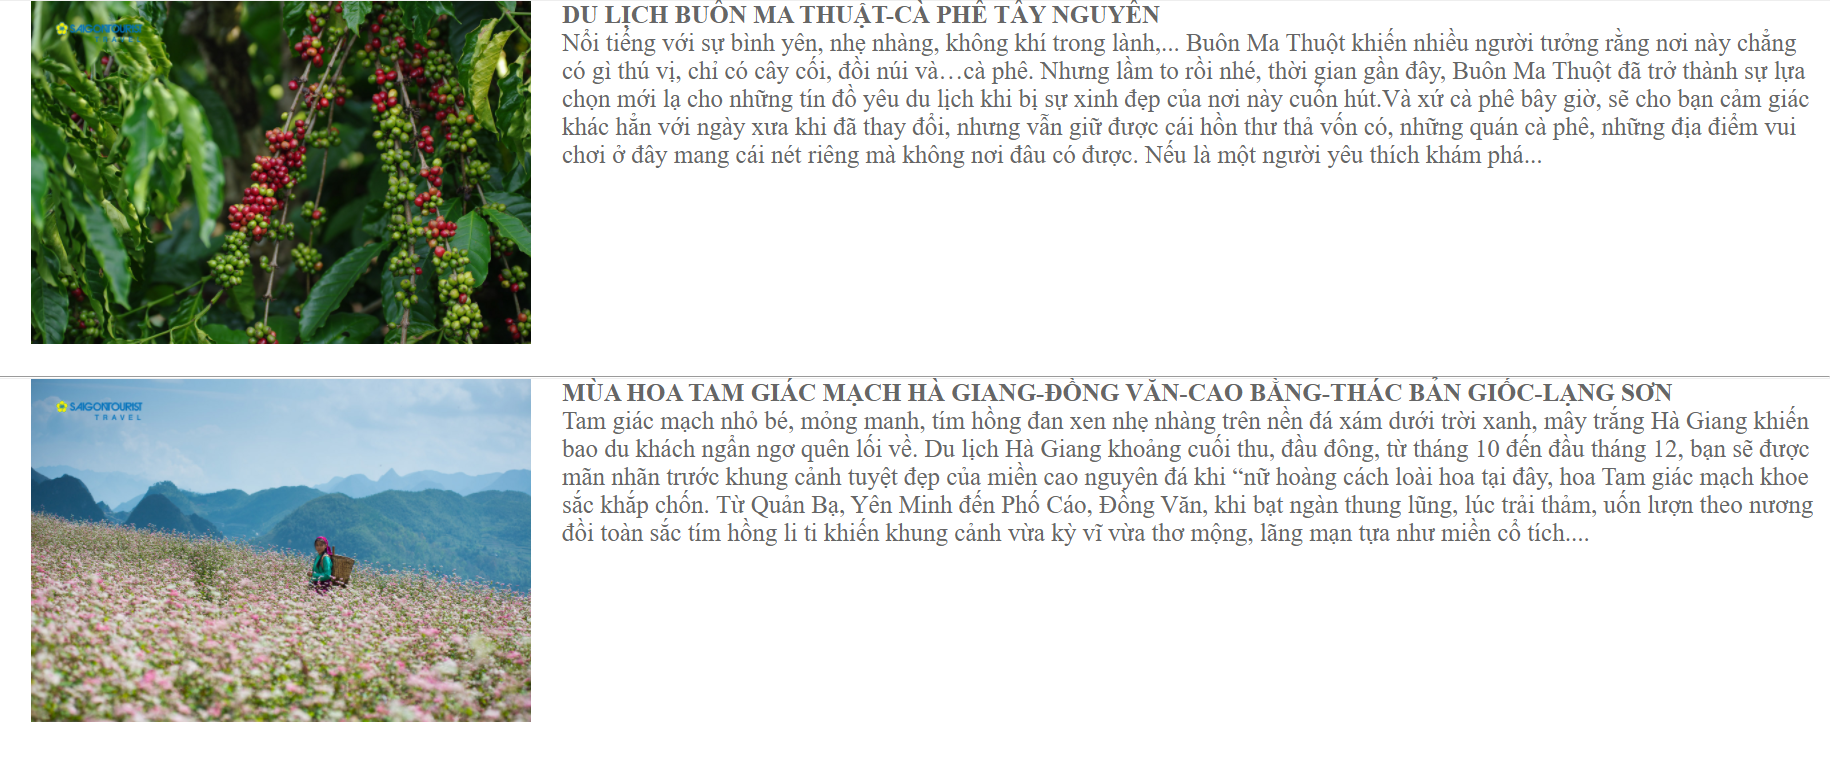 SAIGONTOURIST
TRAVEL
DU LỊCH BUÔN MA THUẬT-CÀ PHÊ TÂY NGUYÊN
Nổi tiếng với sự bình yên, nhẹ nhàng, không khí trong lành,... Buôn Ma Thuột khiến nhiều người tưởng rằng nơi này chẳng
có gì thú vị, chỉ có cây cối, đồi núi và…cà phê. Nhưng lầm to rồi nhé, thời gian gần đây, Buôn Ma Thuột đã trở thành sự lựa
chọn mới lạ cho những tín đồ yêu du lịch khi bị sự xinh đẹp của nơi này cuốn hút.Và xứ cà phê bây giờ, sẽ cho bạn cảm giác
khác hẳn với ngày xưa khi đã thay đổi, nhưng vẫn giữ được cái hồn thư thả vốn có, những quán cà phê, những địa điểm vui
chơi ở đây mang cái nét riêng mà không nơi đâu có được. Nếu là một người yêu thích khám phá...
SAIGONTOURIST
TRAVEL
MÙA HOA TAM GIÁC MẠCH HÀ GIANG-ĐỒNG VĂN-CAO BẰNG-THÁC BẢN GIỐC-LẠNG SƠN
Tam giác mạch nhỏ bé, mỏng manh, tím hồng đan xen nhẹ nhàng trên nền đá xám dưới trời xanh, mây trắng Hà Giang khiến
bao du khách ngẩn ngơ quên lối về. Du lịch Hà Giang khoảng cuối thu, đầu đông, từ tháng 10 đến đầu tháng 12, bạn sẽ được
mãn nhãn trước khung cảnh tuyệt đẹp của miền cao nguyên đá khi “nữ hoàng cách loài hoa tại đây, hoa Tam giác mạch khoe
sắc khắp chốn. Từ Quản Bạ, Yên Minh đến Phố Cáo, Đồng Văn, khi bạt ngàn thung lũng, lúc trải thảm, uốn lượn theo nương
đồi toàn sắc tím hồng li ti khiến khung cảnh vừa kỳ vĩ vừa thơ mộng, lãng mạn tựa như miền cổ tích....